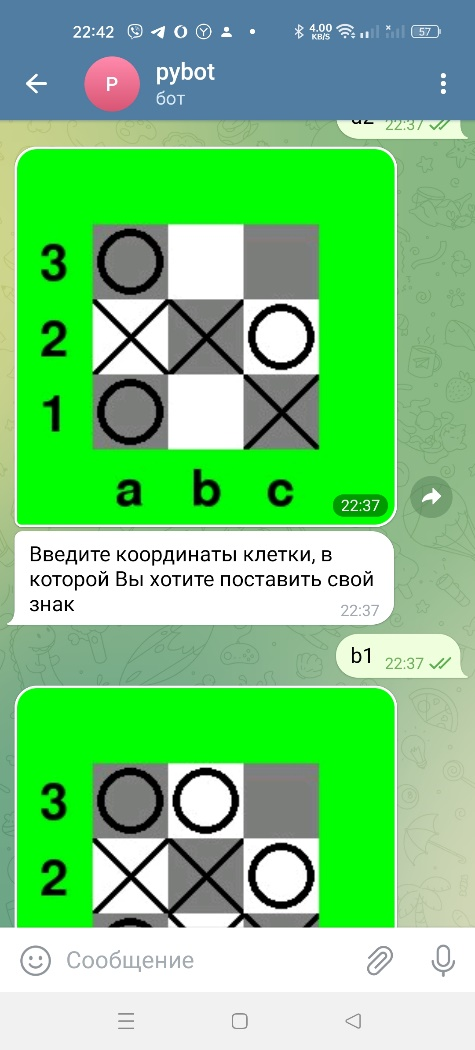 22:42
4.00
KB/S
57
P
pybot
бот
22:37
3
2
1
a b c
22:37
Введите координаты клетки, в
которой Вы хотите поставить свой
знак
22:37
b1 22:37
3
2
Сообщение